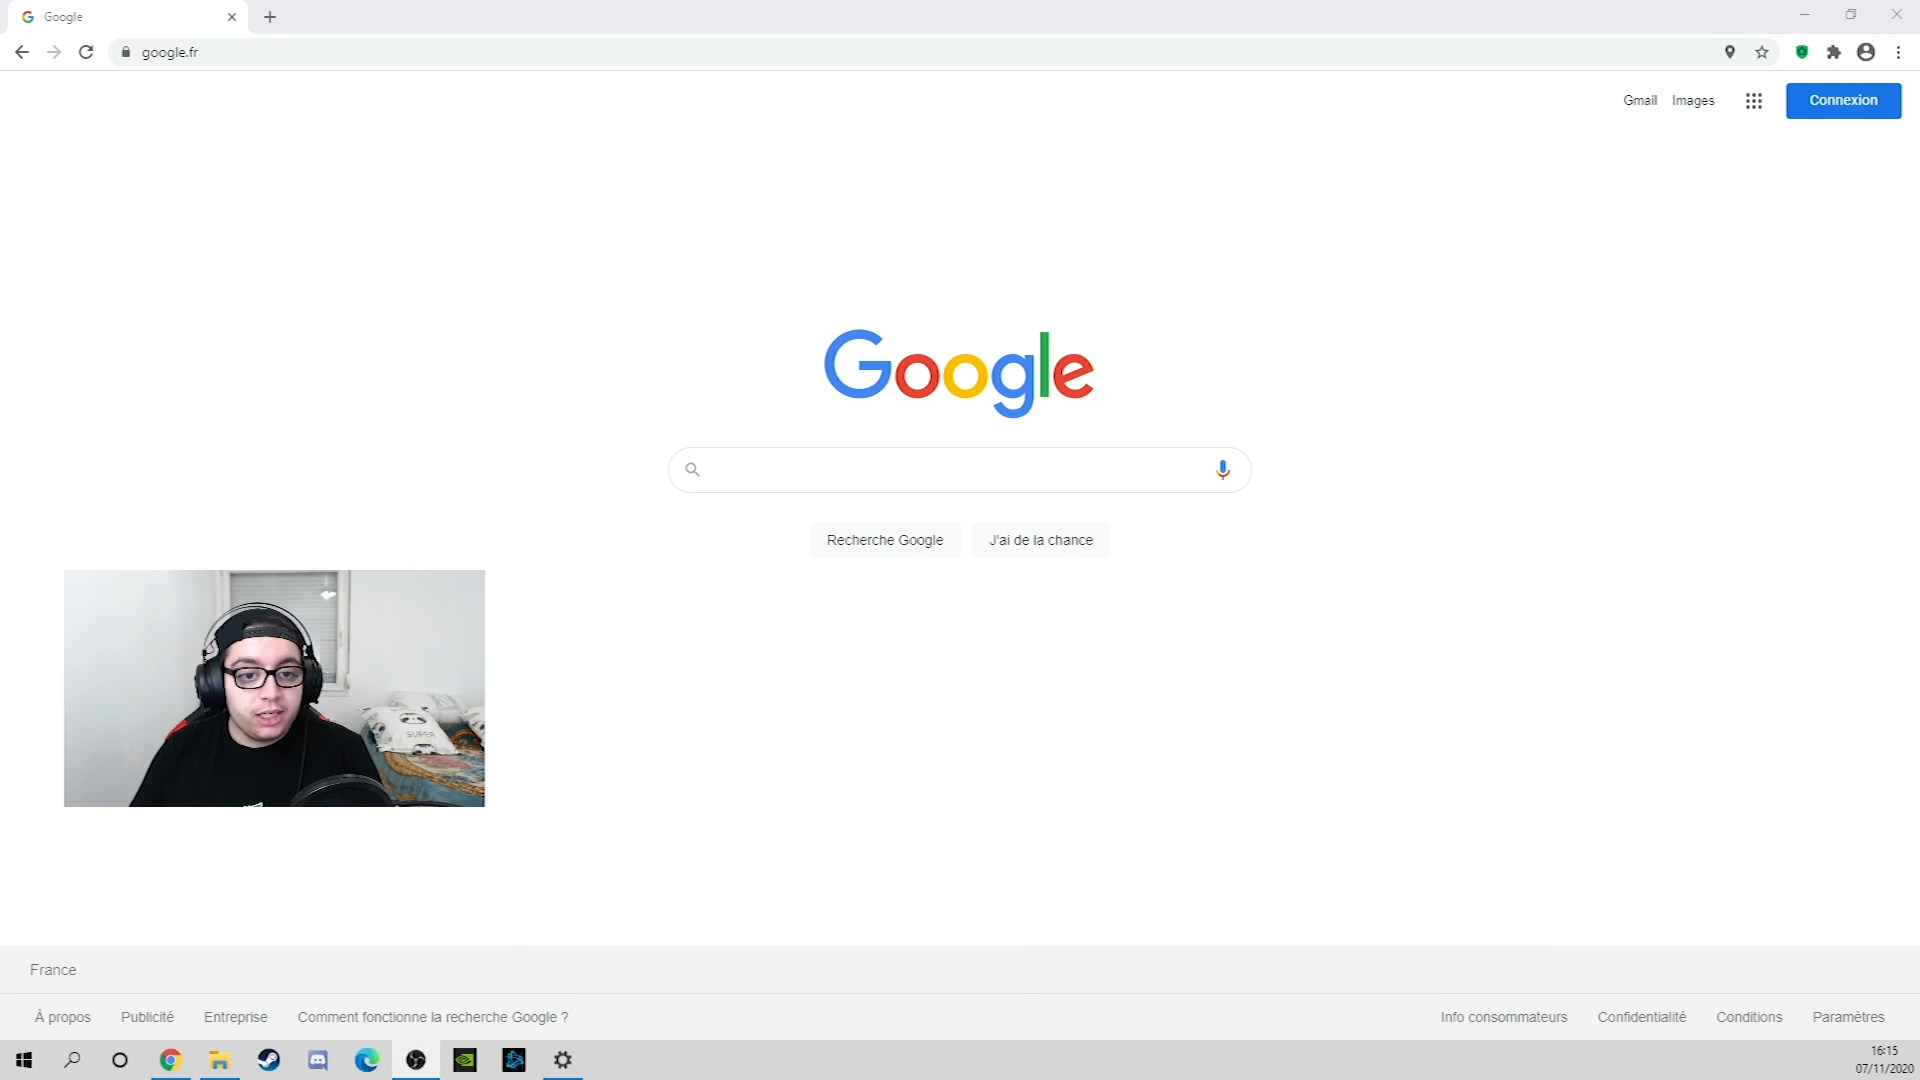 Google
google.fr
Gmail Images Connexion
Google
Recherche Google J'ai de la chance
SUPER
France
À propos Publicité Entreprise Comment fonctionne la recherche Google ? Info consommateurs Confidentialité Conditions Paramètres
16:15
07/11/2020